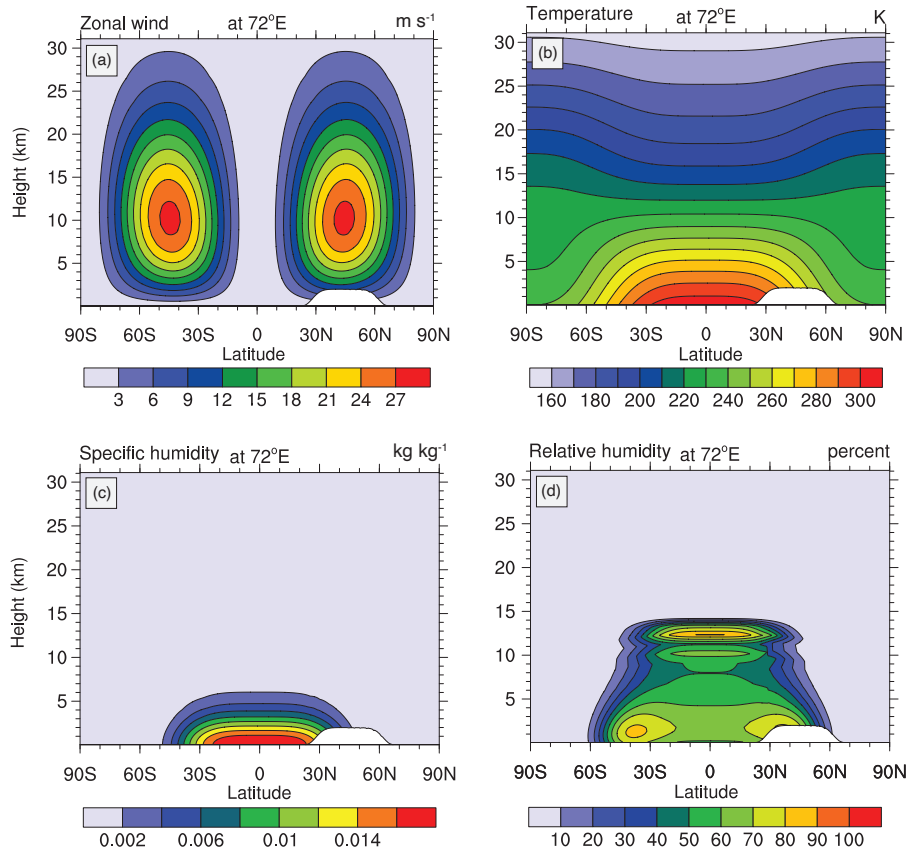 Zonal wind at 72°E m s⁻¹
(a)
Height (km)
30
25
20
15
10
5
90S 60S 30S 0 30N 60N 90N
Latitude
3 6 9 12 15 18 21 24 27
Temperature at 72°E K
(b)
30
25
20
15
10
5
90S 60S 30S 0 30N 60N 90N
Latitude
160 180 200 220 240 260 280 300
Specific humidity at 72°E kg kg⁻¹
(c)
Height (km)
30
25
20
15
10
5
90S 60S 30S 0 30N 60N 90N
Latitude
0.002 0.006 0.01 0.014
Relative humidity at 72°E percent
(d)
30
25
20
15
10
5
90S 60S 30S 0 30N 60N 90N
Latitude
10 20 30 40 50 60 70 80 90 100